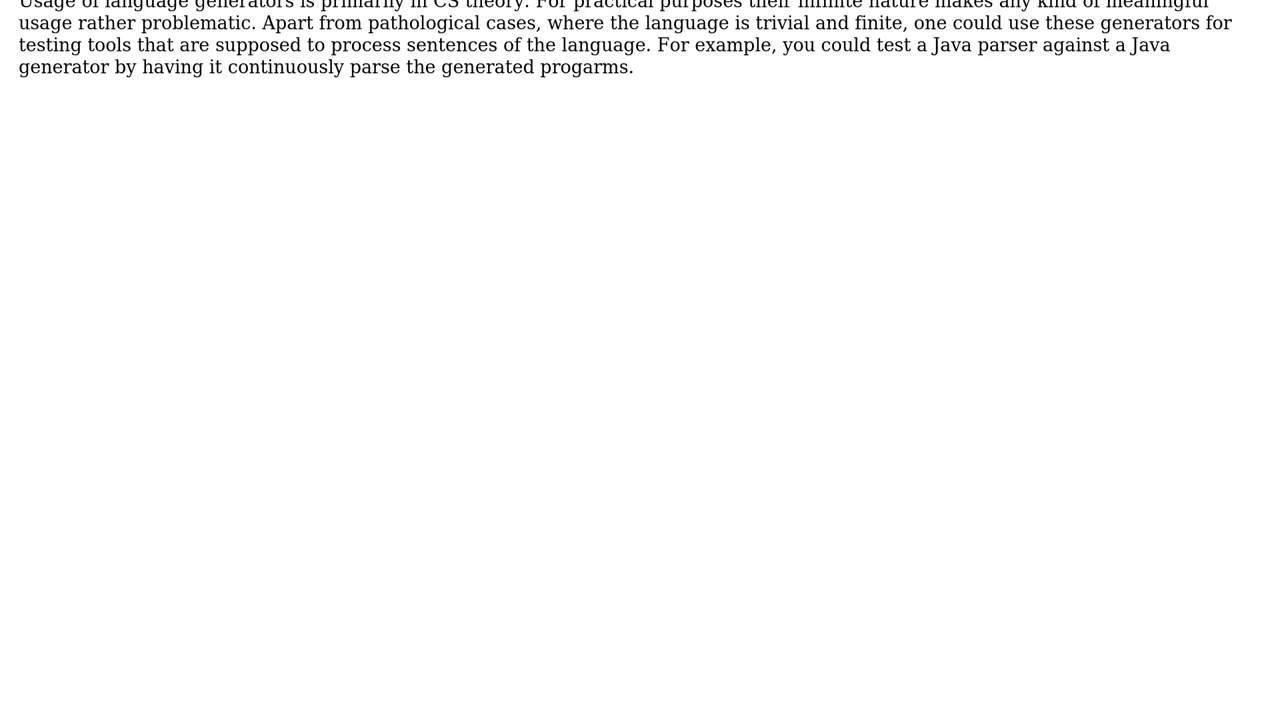 Usage of language generators is primarily in CS theory. For practical purposes their infinite nature makes any kind of meaningful
usage rather problematic. Apart from pathological cases, where the language is trivial and finite, one could use these generators for
testing tools that are supposed to process sentences of the language. For example, you could test a Java parser against a Java
generator by having it continuously parse the generated progarms.